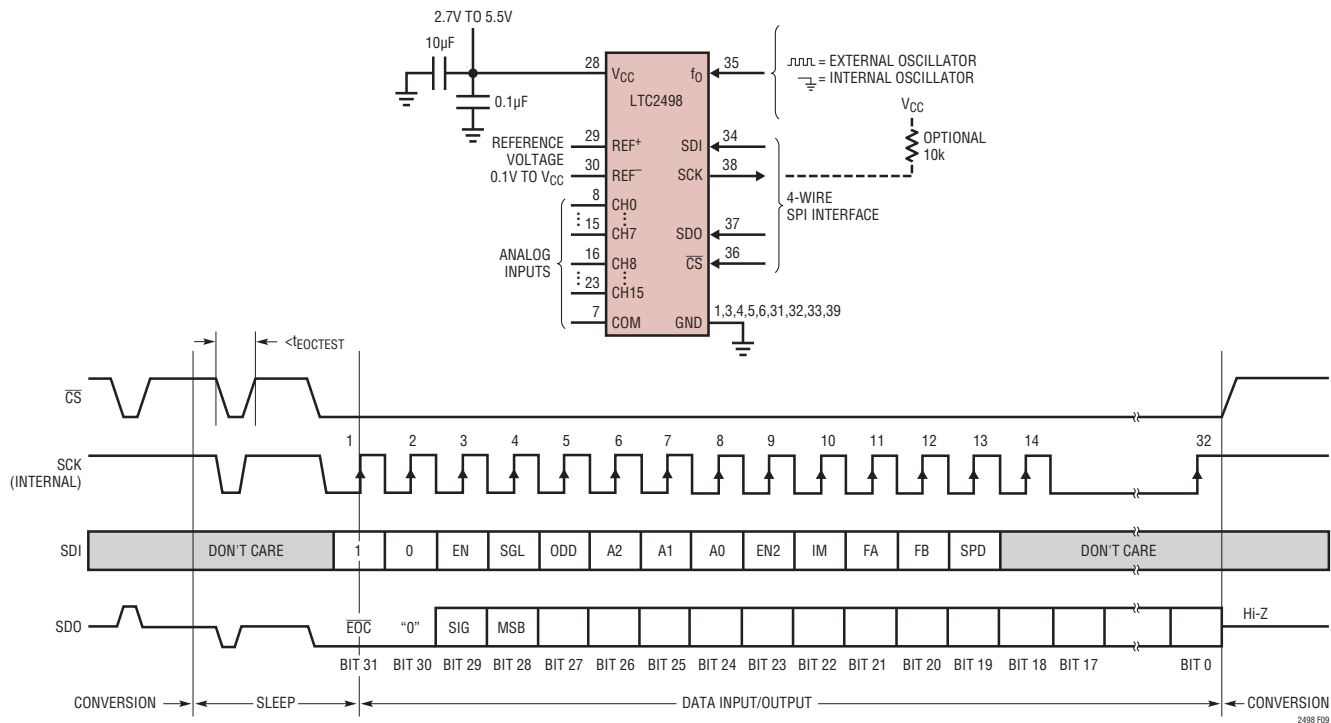 2.7V TO 5.5V
10µF
0.1µF
28
VCC
fO
35
= EXTERNAL OSCILLATOR
= INTERNAL OSCILLATOR
LTC2498
VCC
OPTIONAL
10k
REFERENCE
VOLTAGE
0.1V TO VCC
29
REF+
SDI
34
30
REF–
SCK
38
4-WIRE
SPI INTERFACE
8
CH0
15
CH7
SDO
37
ANALOG
INPUTS
16
CH8
CS
36
23
CH15
7
COM
GND
1,3,4,5,6,31,32,33,39
<tEOCTEST
CS
1 2 3 4 5 6 7 8 9 10 11 12 13 14 32
SCK
(INTERNAL)
SDI
DON'T CARE 1 0 EN SGL ODD A2 A1 A0 EN2 IM FA FB SPD DON'T CARE
SDO
EOC "0" SIG MSB
Hi-Z
BIT 31 BIT 30 BIT 29 BIT 28 BIT 27 BIT 26 BIT 25 BIT 24 BIT 23 BIT 22 BIT 21 BIT 20 BIT 19 BIT 18 BIT 17 BIT 0
CONVERSION SLEEP DATA INPUT/OUTPUT CONVERSION
2498 F09